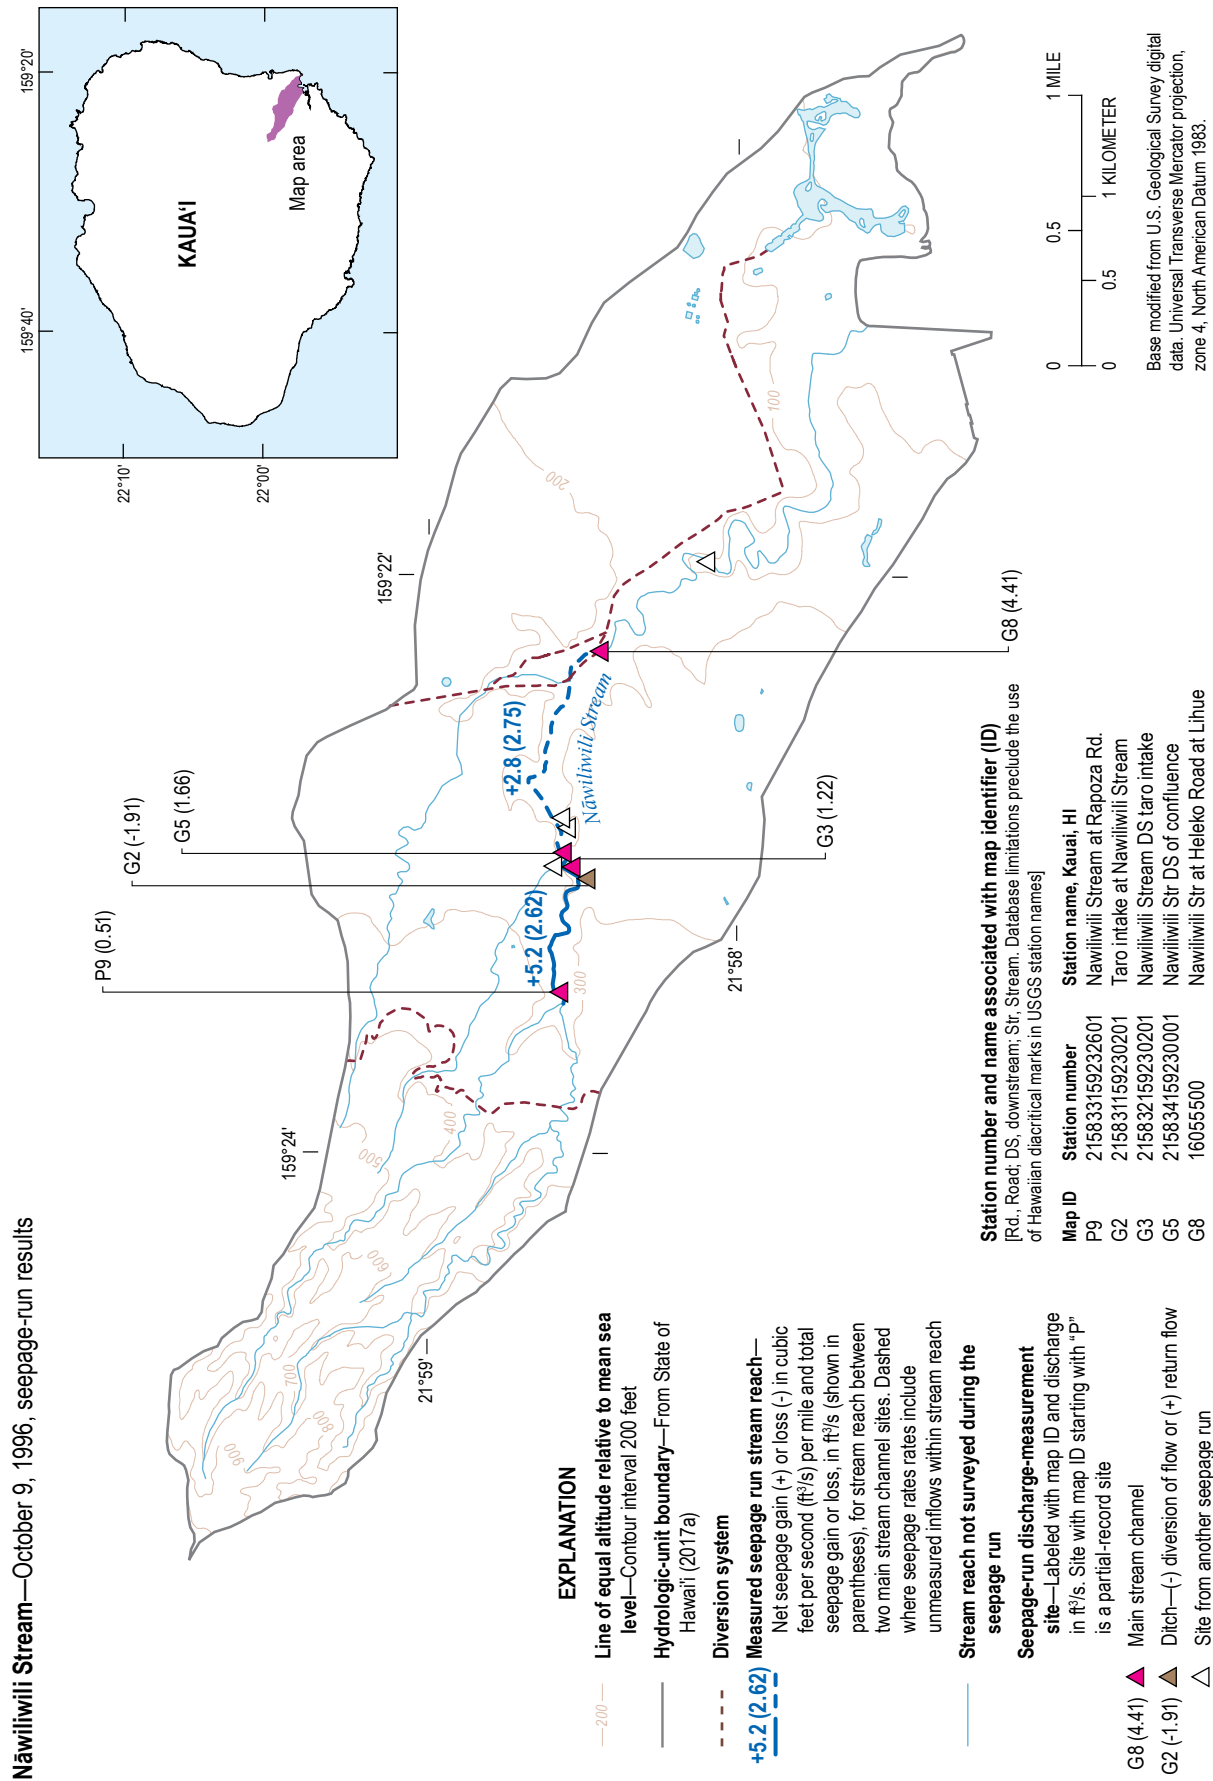 Nāwiliwili Stream—October 9, 1996, seepage-run results
159°40'
159°20'
22°10'
22°00'
KAUAʻI
Map area
159°24'
159°22'
21°59'
21°58'
P9 (0.51)
G2 (-1.91)
G5 (1.66)
G3 (1.22)
G8 (4.41)
+5.2 (2.62)
+2.8 (2.75)
Nāwiliwili Stream
900
800
700
600
500
400
300
200
100
EXPLANATION
200
Line of equal altitude relative to mean sea
level—Contour interval 200 feet
Hydrologic-unit boundary—From State of
Hawaiʻi (2017a)
Diversion system
+5.2 (2.62)
Measured seepage run stream reach—
Net seepage gain (+) or loss (-) in cubic
feet per second (ft³/s) per mile and total
seepage gain or loss, in ft³/s (shown in
parentheses), for stream reach between
two main stream channel sites. Dashed
where seepage rates include
unmeasured inflows within stream reach
Stream reach not surveyed during the
seepage run
Seepage-run discharge-measurement
site—Labeled with map ID and discharge
in ft³/s. Site with map ID starting with “P”
is a partial-record site
G8 (4.41) Main stream channel
G2 (-1.91) Ditch—(-) diversion of flow or (+) return flow
Site from another seepage run
Station number and name associated with map identifier (ID)
[Rd., Road; DS, downstream; Str, Stream. Database limitations preclude the use
of Hawaiian diacritical marks in USGS station names]
Map ID Station number Station name, Kauai, HI
P9 215833159232601 Nawiliwili Stream at Rapoza Rd.
G2 215831159230201 Taro intake at Nawiliwili Stream
G3 215832159230201 Nawiliwili Stream DS taro intake
G5 215834159230001 Nawiliwili Str DS of confluence
G8 16055500 Nawiliwili Str at Heleko Road at Lihue
0 0.5 1 MILE
0 0.5 1 KILOMETER
Base modified from U.S. Geological Survey digital
data. Universal Transverse Mercator projection,
zone 4, North American Datum 1983.